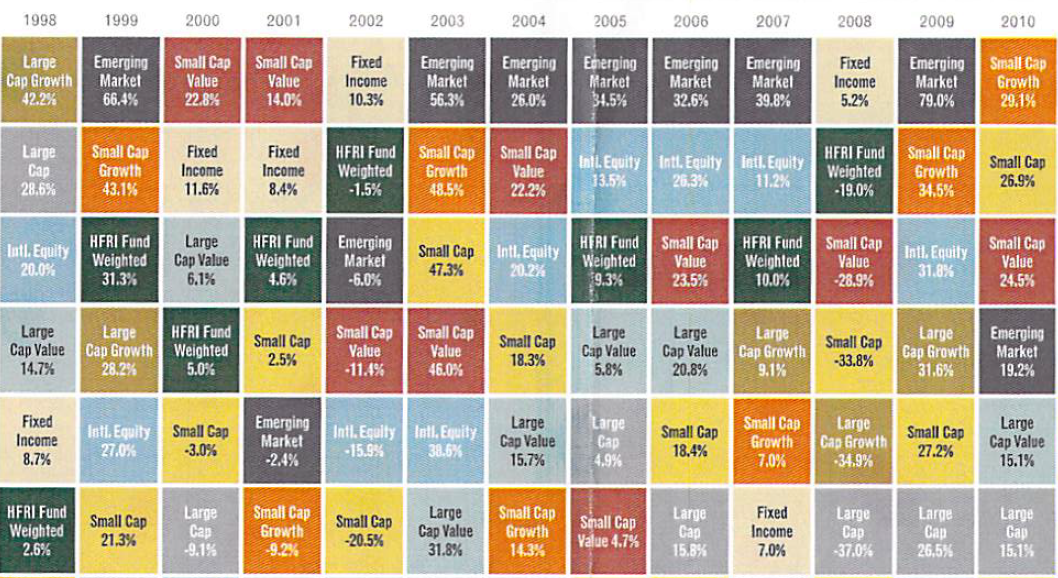 1998
1999
2000
2001
2002
2003
2004
2005
2006
2007
2008
2009
2010
Large
Cap Growth
42.2%
Emerging
Market
66.4%
Small Cap
Value
22.8%
Small Cap
Value
14.0%
Fixed
Income
10.3%
Emerging
Market
56.3%
Emerging
Market
26.0%
Emerging
Market
34.5%
Emerging
Market
32.6%
Emerging
Market
39.8%
Fixed
Income
5.2%
Emerging
Market
79.0%
Small Cap
Growth
29.1%
Large
Cap
28.6%
Small Cap
Growth
43.1%
Fixed
Income
11.6%
Fixed
Income
8.4%
HFRI Fund
Weighted
-1.5%
Small Cap
Growth
48.5%
Small Cap
Value
22.2%
Intl. Equity
13.5%
Intl. Equity
26.3%
Intl. Equity
11.2%
HFRI Fund
Weighted
-19.0%
Small Cap
Growth
34.5%
Small Cap
26.9%
Intl. Equity
20.0%
HFRI Fund
Weighted
31.3%
Large
Cap Value
6.1%
HFRI Fund
Weighted
4.6%
Emerging
Market
-6.0%
Small Cap
47.3%
Intl. Equity
20.2%
HFRI Fund
Weighted
9.3%
Small Cap
Value
23.5%
HFRI Fund
Weighted
10.0%
Small Cap
Value
-28.9%
Intl. Equity
31.8%
Small Cap
Value
24.5%
Large
Cap Value
14.7%
Large
Cap Growth
28.2%
HFRI Fund
Weighted
5.0%
Small Cap
2.5%
Small Cap
Value
-11.4%
Small Cap
Value
46.0%
Small Cap
18.3%
Large
Cap Value
5.8%
Large
Cap Value
20.8%
Large
Cap Growth
9.1%
Small Cap
-33.8%
Large
Cap Growth
31.6%
Emerging
Market
19.2%
Fixed
Income
8.7%
Intl. Equity
27.0%
Small Cap
-3.0%
Emerging
Market
-2.4%
Intl. Equity
-15.9%
Intl. Equity
38.6%
Large
Cap Value
15.7%
Large
Cap
4.9%
Small Cap
18.4%
Small Cap
Growth
7.0%
Large
Cap Growth
-34.9%
Small Cap
27.2%
Large
Cap Value
15.1%
HFRI Fund
Weighted
2.6%
Small Cap
21.3%
Large
Cap
-9.1%
Small Cap
Growth
-9.2%
Small Cap
-20.5%
Large
Cap Value
31.8%
Small Cap
Growth
14.3%
Small Cap
Value 4.7%
Large
Cap
15.8%
Fixed
Income
7.0%
Large
Cap
-37.0%
Large
Cap
26.5%
Large
Cap
15.1%